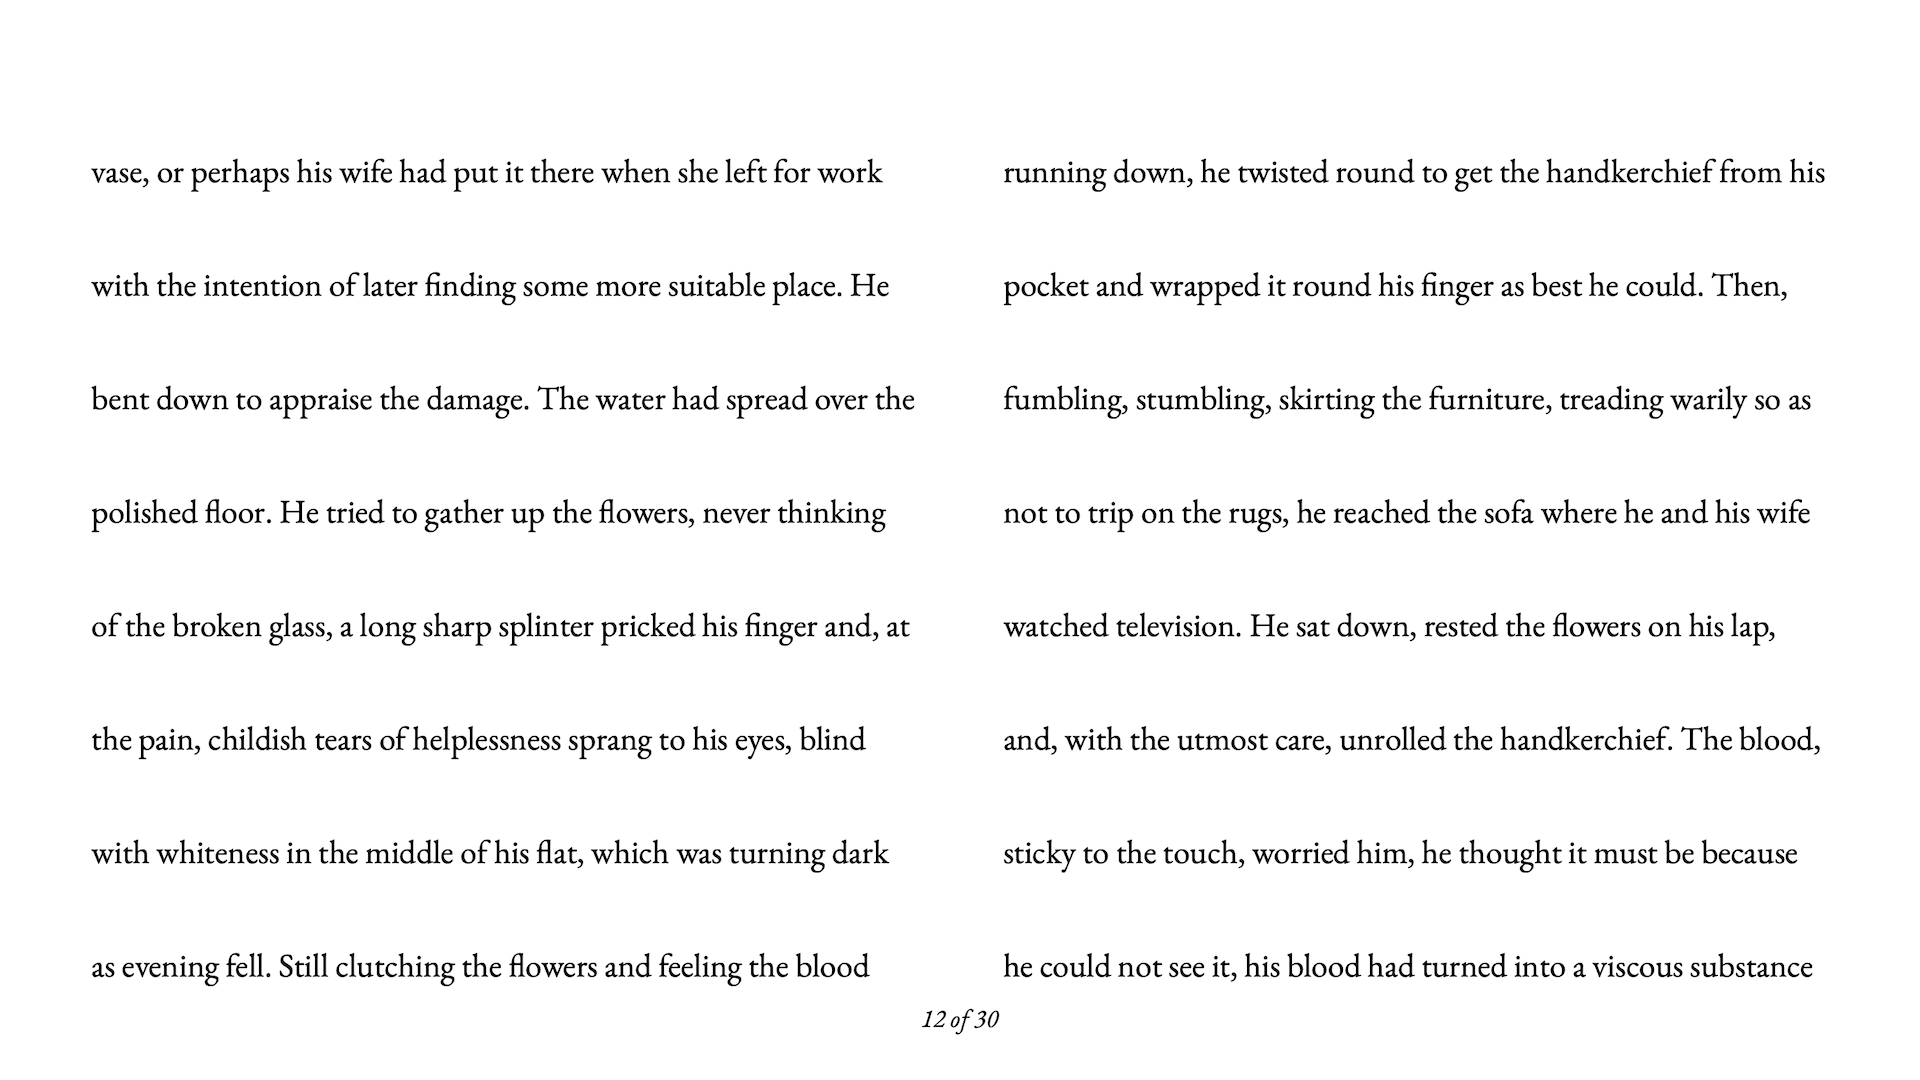 vase, or perhaps his wife had put it there when she left for work
with the intention of later finding some more suitable place. He
bent down to appraise the damage. The water had spread over the
polished floor. He tried to gather up the flowers, never thinking
of the broken glass, a long sharp splinter pricked his finger and, at
the pain, childish tears of helplessness sprang to his eyes, blind
with whiteness in the middle of his flat, which was turning dark
as evening fell. Still clutching the flowers and feeling the blood
running down, he twisted round to get the handkerchief from his
pocket and wrapped it round his finger as best he could. Then,
fumbling, stumbling, skirting the furniture, treading warily so as
not to trip on the rugs, he reached the sofa where he and his wife
watched television. He sat down, rested the flowers on his lap,
and, with the utmost care, unrolled the handkerchief. The blood,
sticky to the touch, worried him, he thought it must be because
he could not see it, his blood had turned into a viscous substance
12 of 30